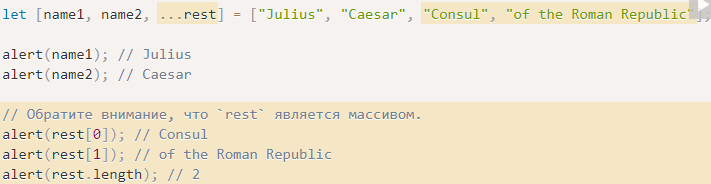 let [name1, name2, ...rest] = ["Julius", "Caesar", "Consul", "of the Roman Republic"];
alert(name1); // Julius
alert(name2); // Caesar
// Обратите внимание, что `rest` является массивом.
alert(rest[0]); // Consul
alert(rest[1]); // of the Roman Republic
alert(rest.length); // 2